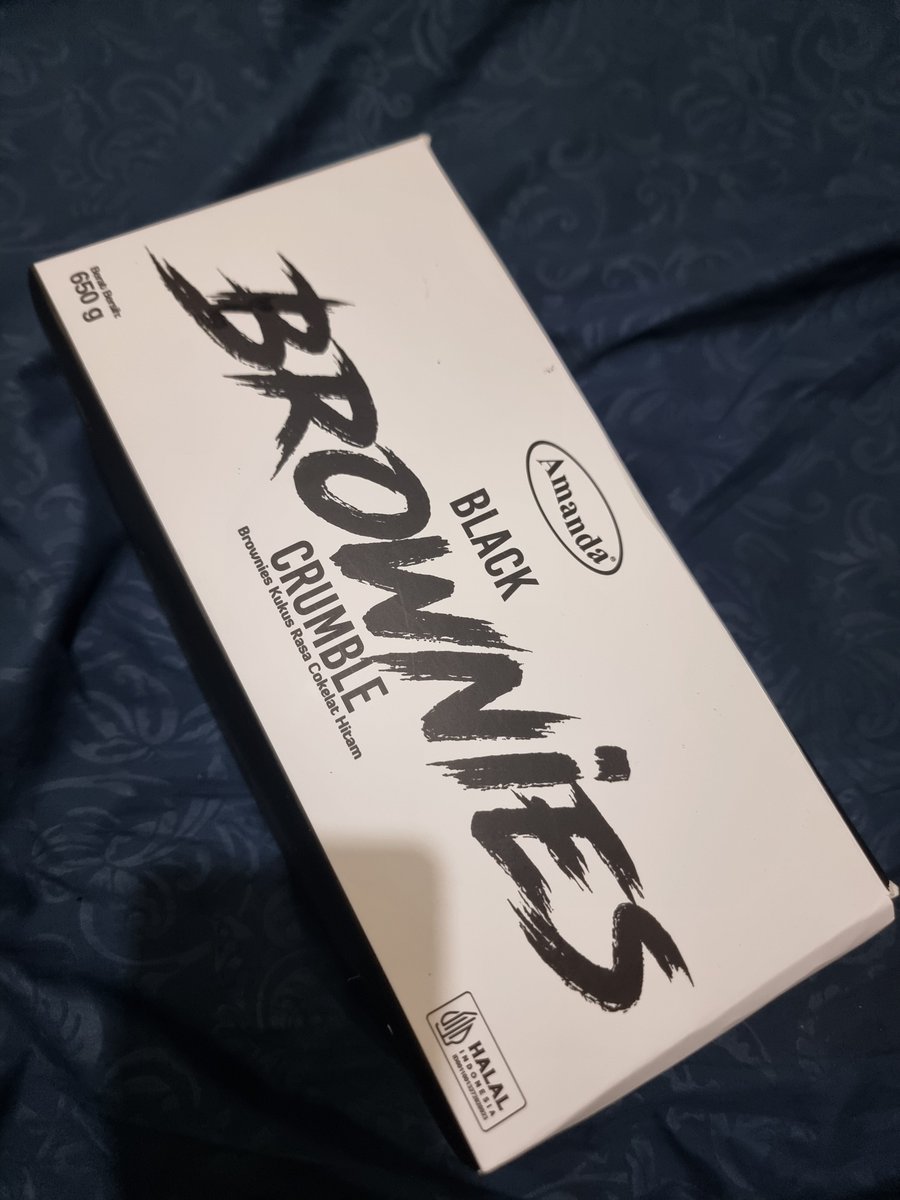 Amanda®
BLACK
BROWNiES
CRUMBLE
Brownies Kukus Rasa Cokelat Hitam
Berat Bersih:
650 g
HALAL
INDONESIA